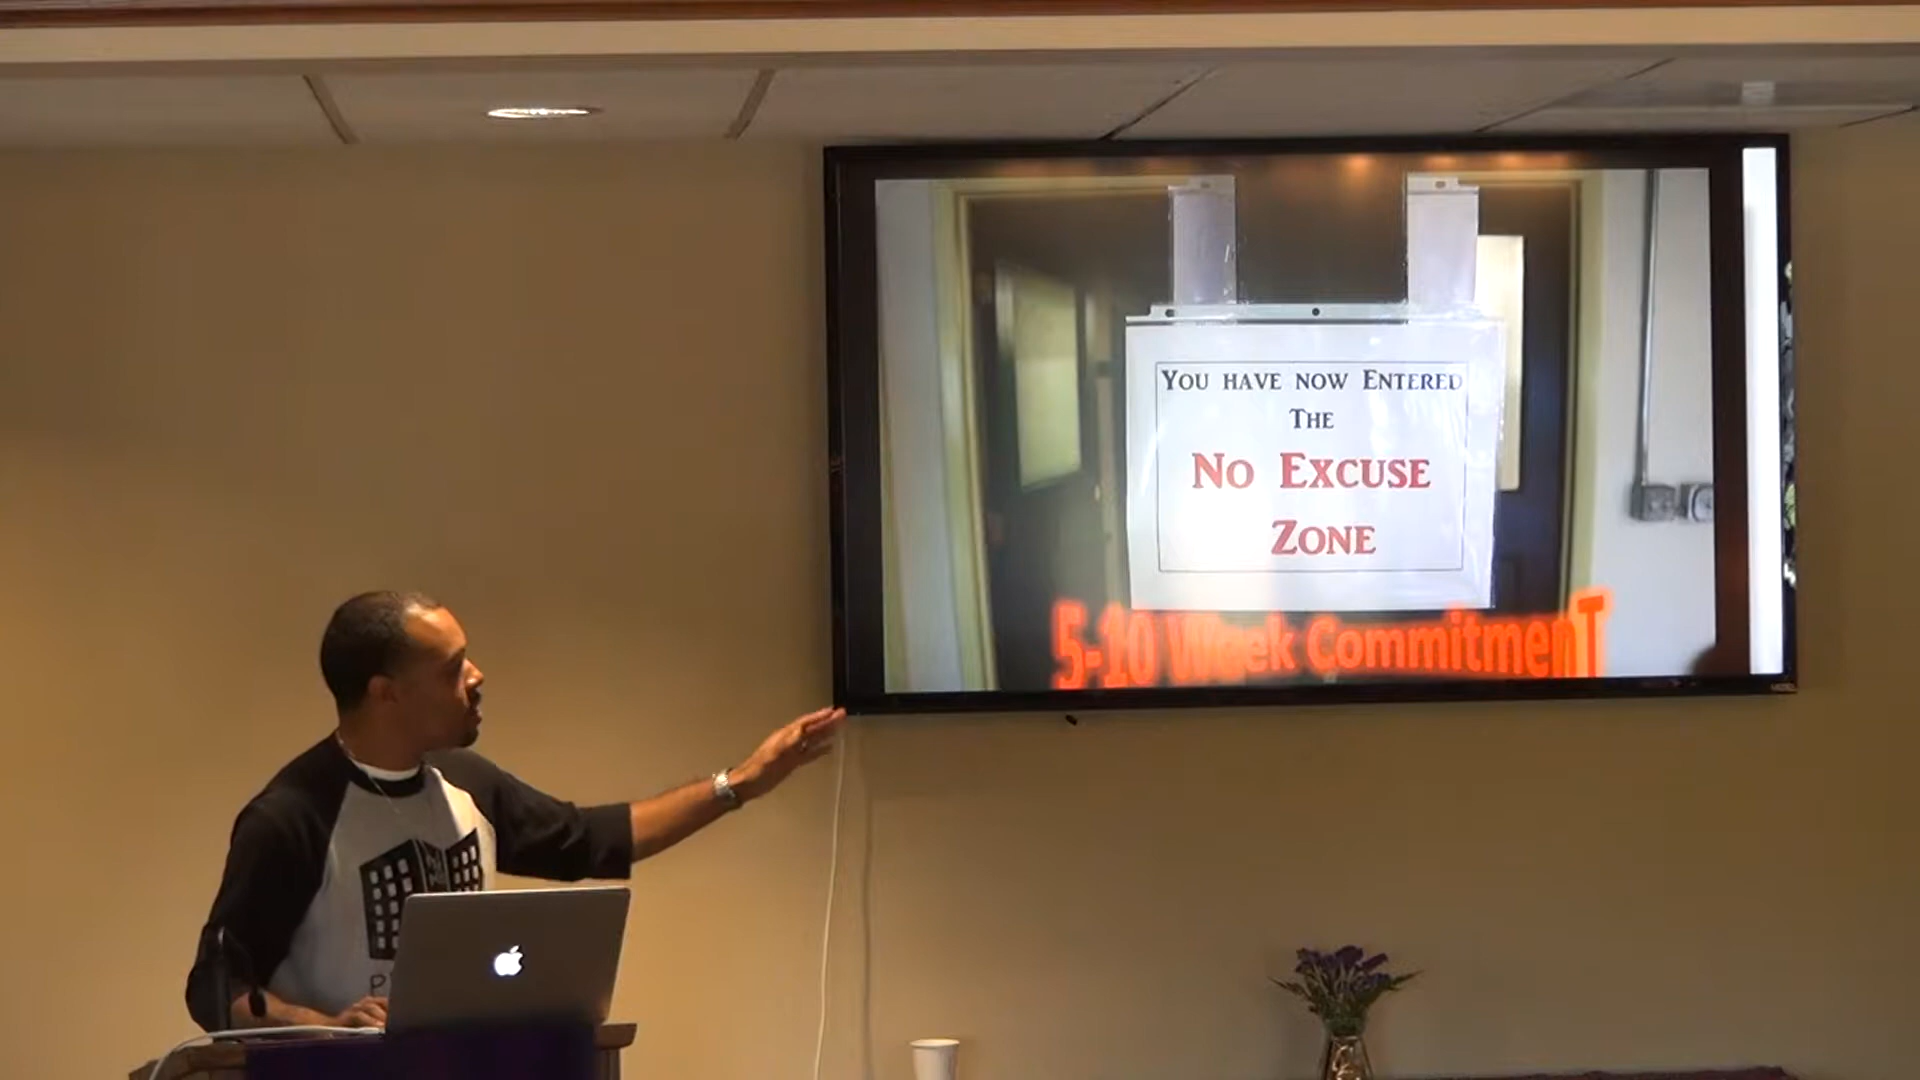 You have now Entered
The
No Excuse
Zone
5-10 Week CommitmenT